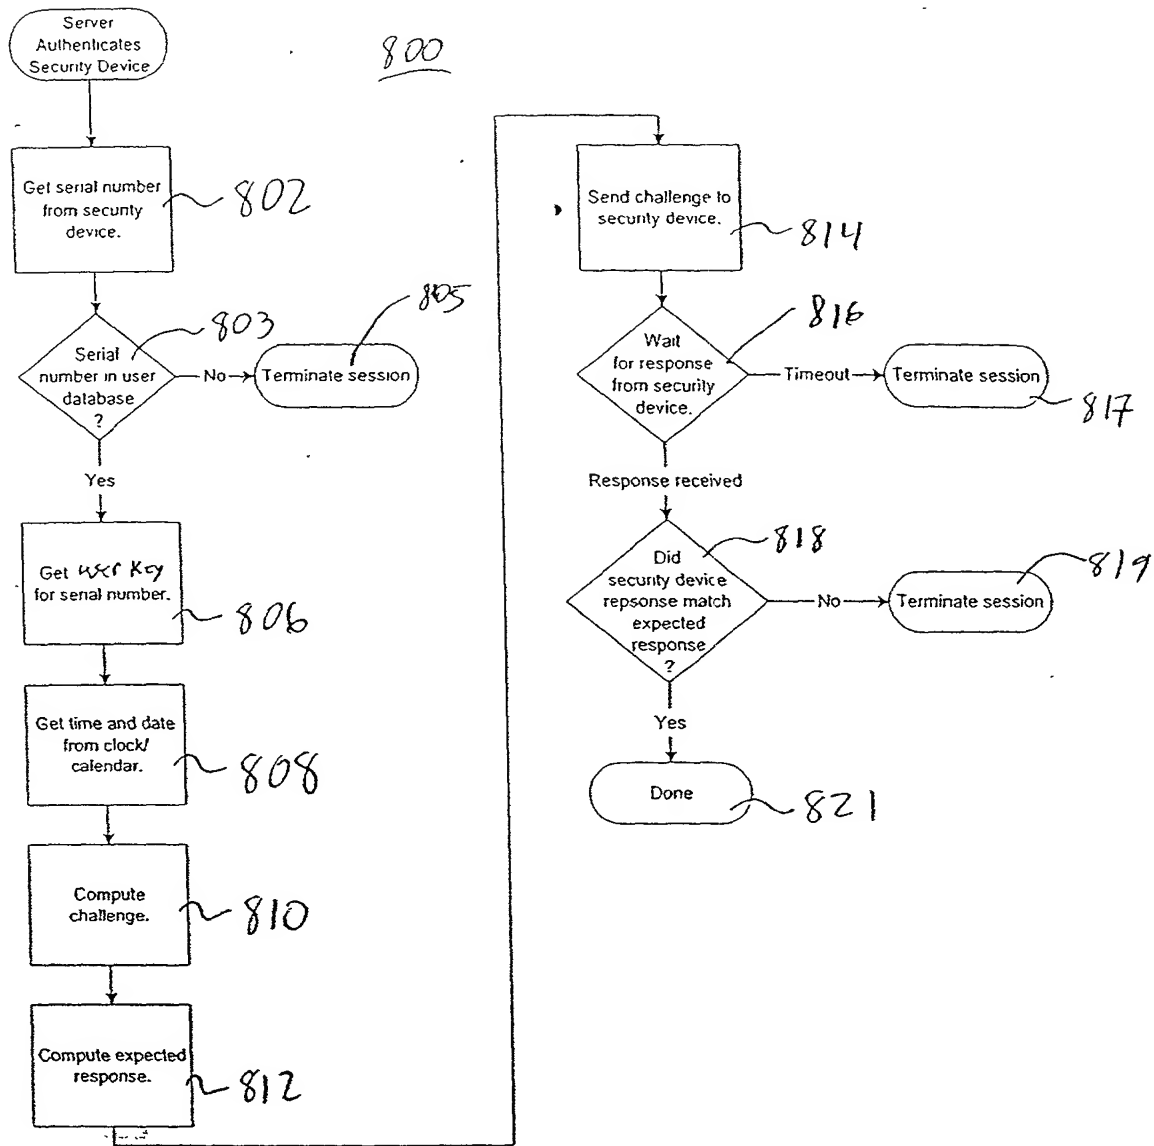 Server
Authenticates
Security Device
800
Get serial number
from security
device.
802
Serial
number in user
database
?
803
No
Terminate session
805
Yes
Get user key
for serial number.
806
Get time and date
from clock/
calendar.
808
Compute
challenge.
810
Compute expected
response.
812
Send challenge to
security device.
814
Wait
for response
from security
device.
816
Timeout
Terminate session
817
Response received
Did
security device
repsonse match
expected
response
?
818
No
Terminate session
819
Yes
Done
821